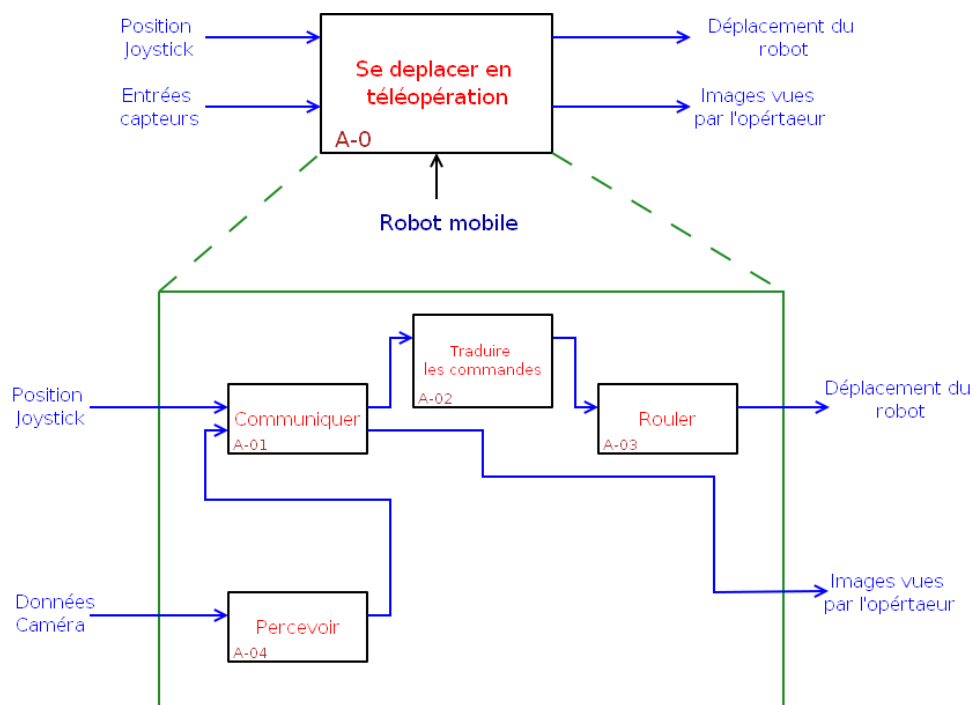 Position
Joystick
Déplacement du
robot
Se deplacer en
téléopération
Entrées
capteurs
Images vues
par l'opértaeur
A-0
Robot mobile
Traduire
les commandes
A-02
Position
Joystick
Communiquer
A-01
Rouler
A-03
Déplacement du
robot
Données
Caméra
Percevoir
A-04
Images vues
par l'opértaeur